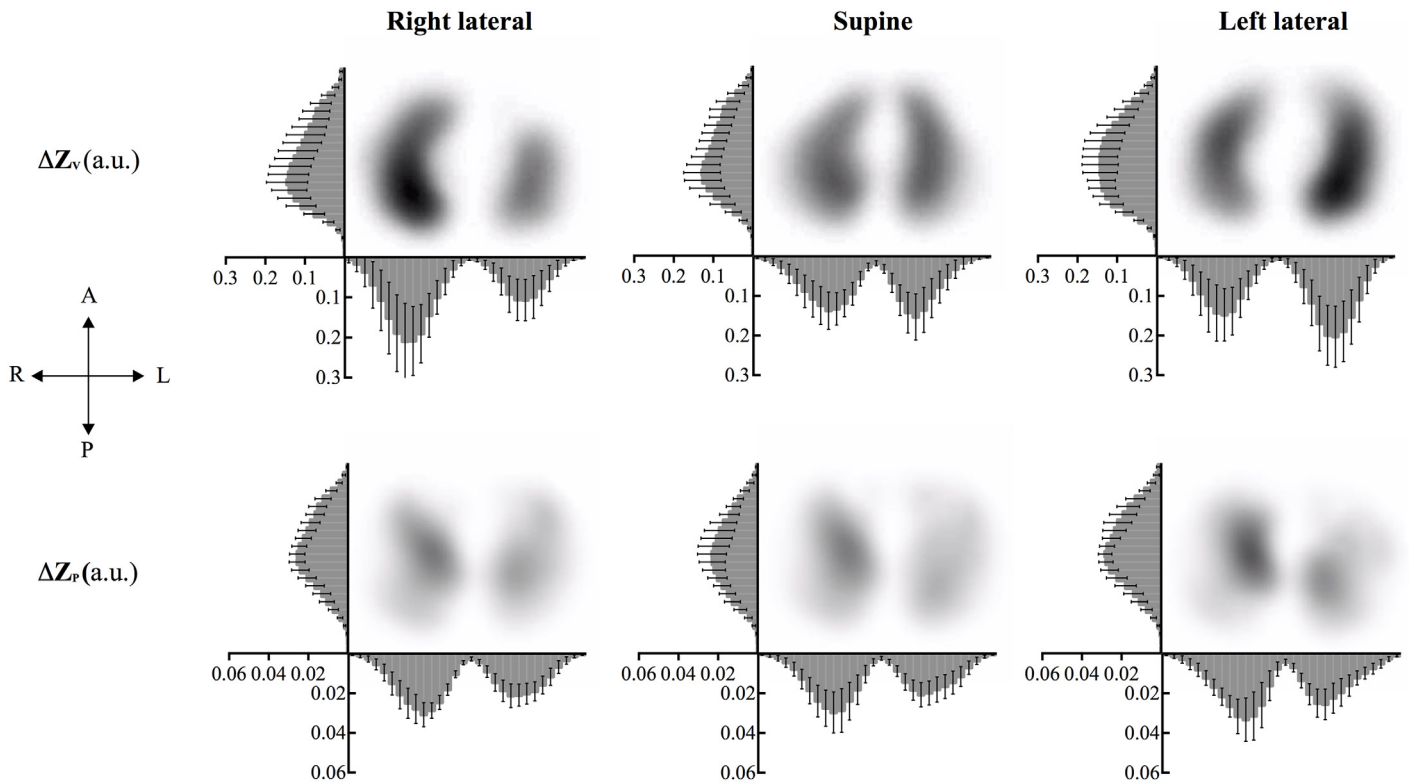 Right lateral Supine Left lateral
ΔZV (a.u.)
0.3 0.2 0.1 0.3 0.2 0.1 0.3 0.2 0.1
0.1 0.1 0.1
0.2 0.2 0.2
0.3 0.3 0.3
A
R L
P
ΔZP (a.u.)
0.06 0.04 0.02 0.06 0.04 0.02 0.06 0.04 0.02
0.02 0.02 0.02
0.04 0.04 0.04
0.06 0.06 0.06